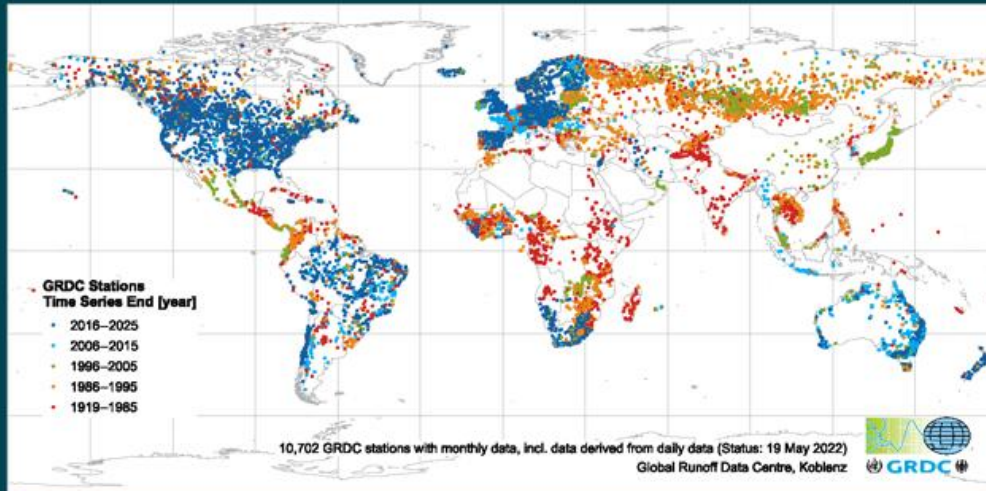 GRDC Stations
Time Series End [year]
2016–2025
2006–2015
1996–2005
1986–1995
1919–1985
10,702 GRDC stations with monthly data, incl. data derived from daily data (Status: 19 May 2022)
Global Runoff Data Centre, Koblenz
GRDC